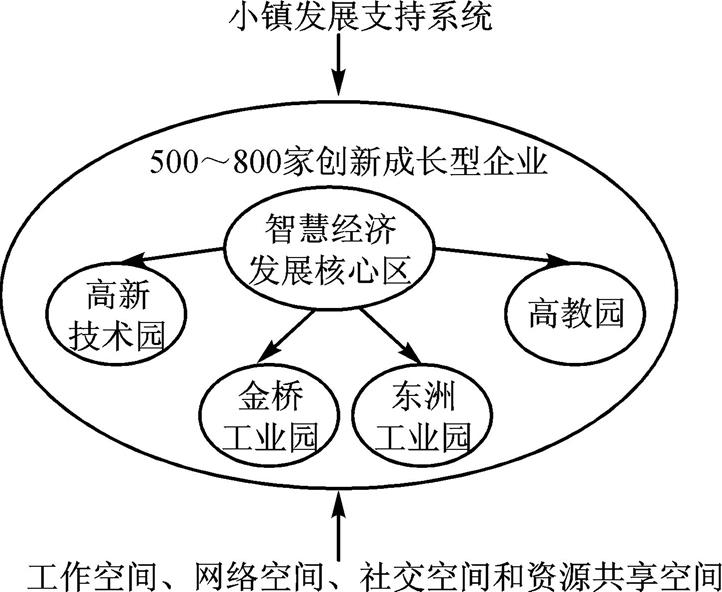 小镇发展支持系统
500～800家创新成长型企业
智慧经济
发展核心区
高新
技术园
高教园
金桥
工业园
东洲
工业园
工作空间、网络空间、社交空间和资源共享空间